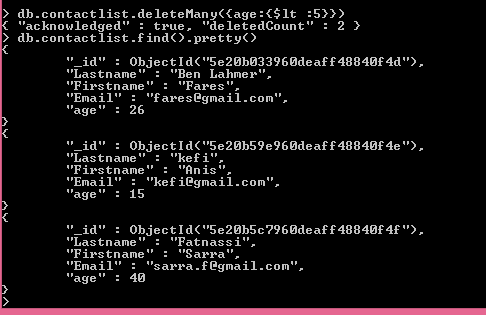 > db.contactlist.deleteMany({age:{$lt :5}})
{ "acknowledged" : true, "deletedCount" : 2 }
> db.contactlist.find().pretty()
{
"_id" : ObjectId("5e20b033960deaff48840f4d"),
"Lastname" : "Ben Lahmer",
"Firstname" : "Fares",
"Email" : "fares@gmail.com",
"age" : 26
}
{
"_id" : ObjectId("5e20b59e960deaff48840f4e"),
"Lastname" : "kefi",
"Firstname" : "Anis",
"Email" : "kefi@gmail.com",
"age" : 15
}
{
"_id" : ObjectId("5e20b5c7960deaff48840f4f"),
"Lastname" : "Fatnassi",
"Firstname" : "Sarra",
"Email" : "sarra.f@gmail.com",
"age" : 40
}
>